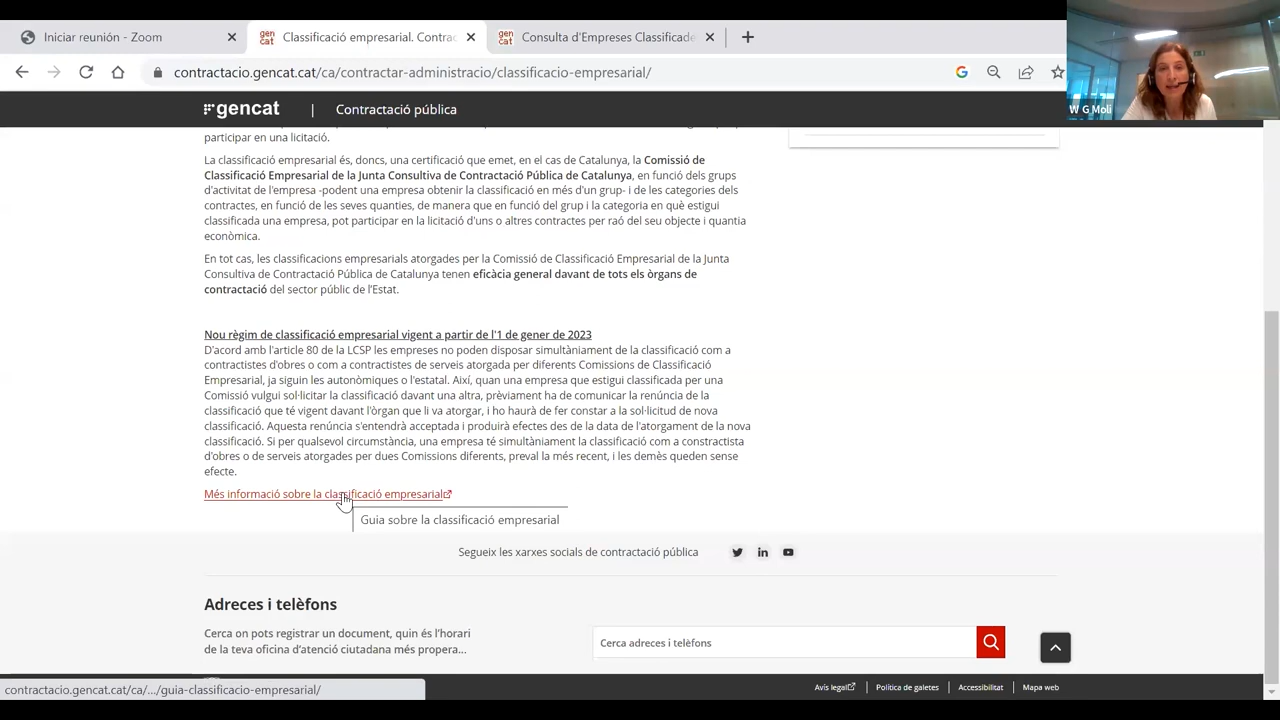 Iniciar reunión - Zoom
Classificació empresarial. Contrac
Consulta d'Empreses Classificade
contractacio.gencat.cat/ca/contractar-administracio/classificacio-empresarial/
W G Moli
gencat | Contractació pública
participar en una licitació.
La classificació empresarial és, doncs, una certificació que emet, en el cas de Catalunya, la Comissió de
Classificació Empresarial de la Junta Consultiva de Contractació Pública de Catalunya, en funció dels grups
d'activitat de l'empresa -podent una empresa obtenir la classificació en més d'un grup- i de les categories dels
contractes, en funció de les seves quanties, de manera que en funció del grup i la categoria en què estigui
classificada una empresa, pot participar en la licitació d'uns o altres contractes per raó del seu objecte i quantia
econòmica.
En tot cas, les classificacions empresarials atorgades per la Comissió de Classificació Empresarial de la Junta
Consultiva de Contractació Pública de Catalunya tenen eficàcia general davant de tots els òrgans de
contractació del sector públic de l'Estat.
Nou règim de classificació empresarial vigent a partir de l'1 de gener de 2023
D'acord amb l'article 80 de la LCSP les empreses no poden disposar simultàniament de la classificació com a
contractistes d'obres o com a contractistes de serveis atorgada per diferents Comissions de Classificació
Empresarial, ja siguin les autonòmiques o l'estatal. Així, quan una empresa que estigui classificada per una
Comissió vulgui sol·licitar la classificació davant una altra, prèviament ha de comunicar la renúncia de la
classificació que té vigent davant l'òrgan que li va atorgar, i ho haurà de fer constar a la sol·licitud de nova
classificació. Aquesta renúncia s'entendrà acceptada i produirà efectes des de la data de l'atorgament de la nova
classificació. Si per qualsevol circumstància, una empresa té simultàniament la classificació com a constractista
d'obres o de serveis atorgades per dues Comissions diferents, preval la més recent, i les demès queden sense
efecte.
Més informació sobre la classificació empresarial
Guia sobre la classificació empresarial
Segueix les xarxes socials de contractació pública
Adreces i telèfons
Cerca on pots registrar un document, quin és l'horari
de la teva oficina d'atenció ciutadana més propera...
Cerca adreces i telèfons
contractacio.gencat.cat/ca/.../guia-classificacio-empresarial/
Avís legal
Política de galetes
Accessibilitat
Mapa web